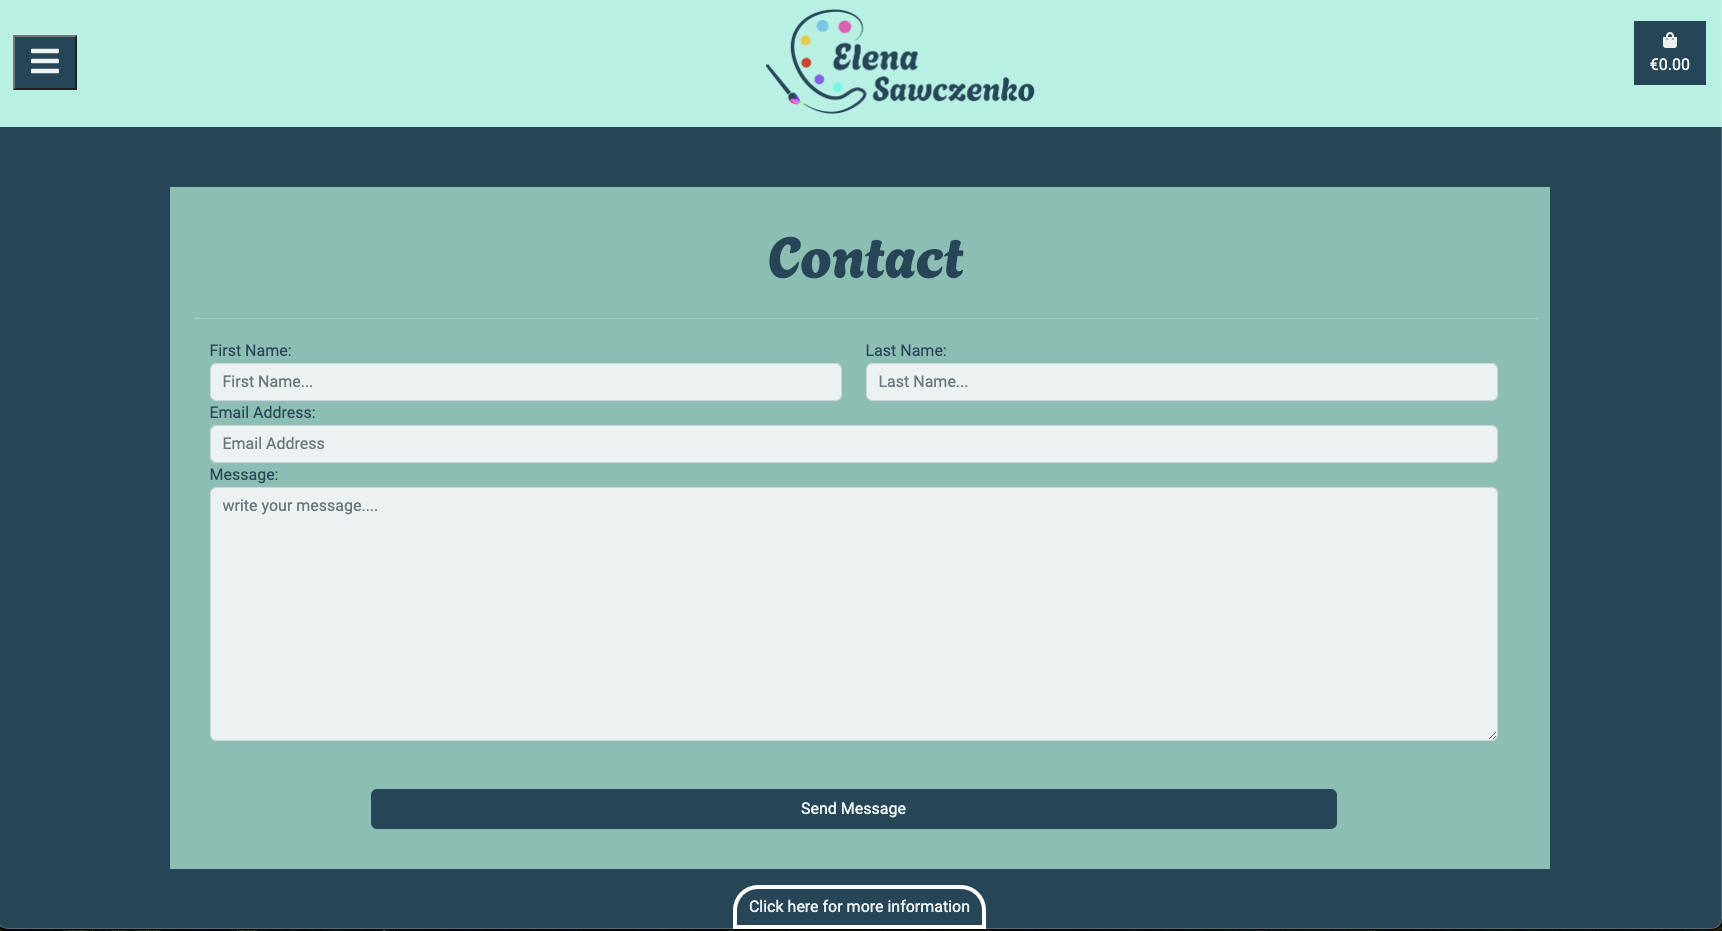 Elena
Sawczenko
€0.00
Contact
First Name:
Last Name:
First Name...
Last Name...
Email Address:
Email Address
Message:
write your message....
Send Message
Click here for more information